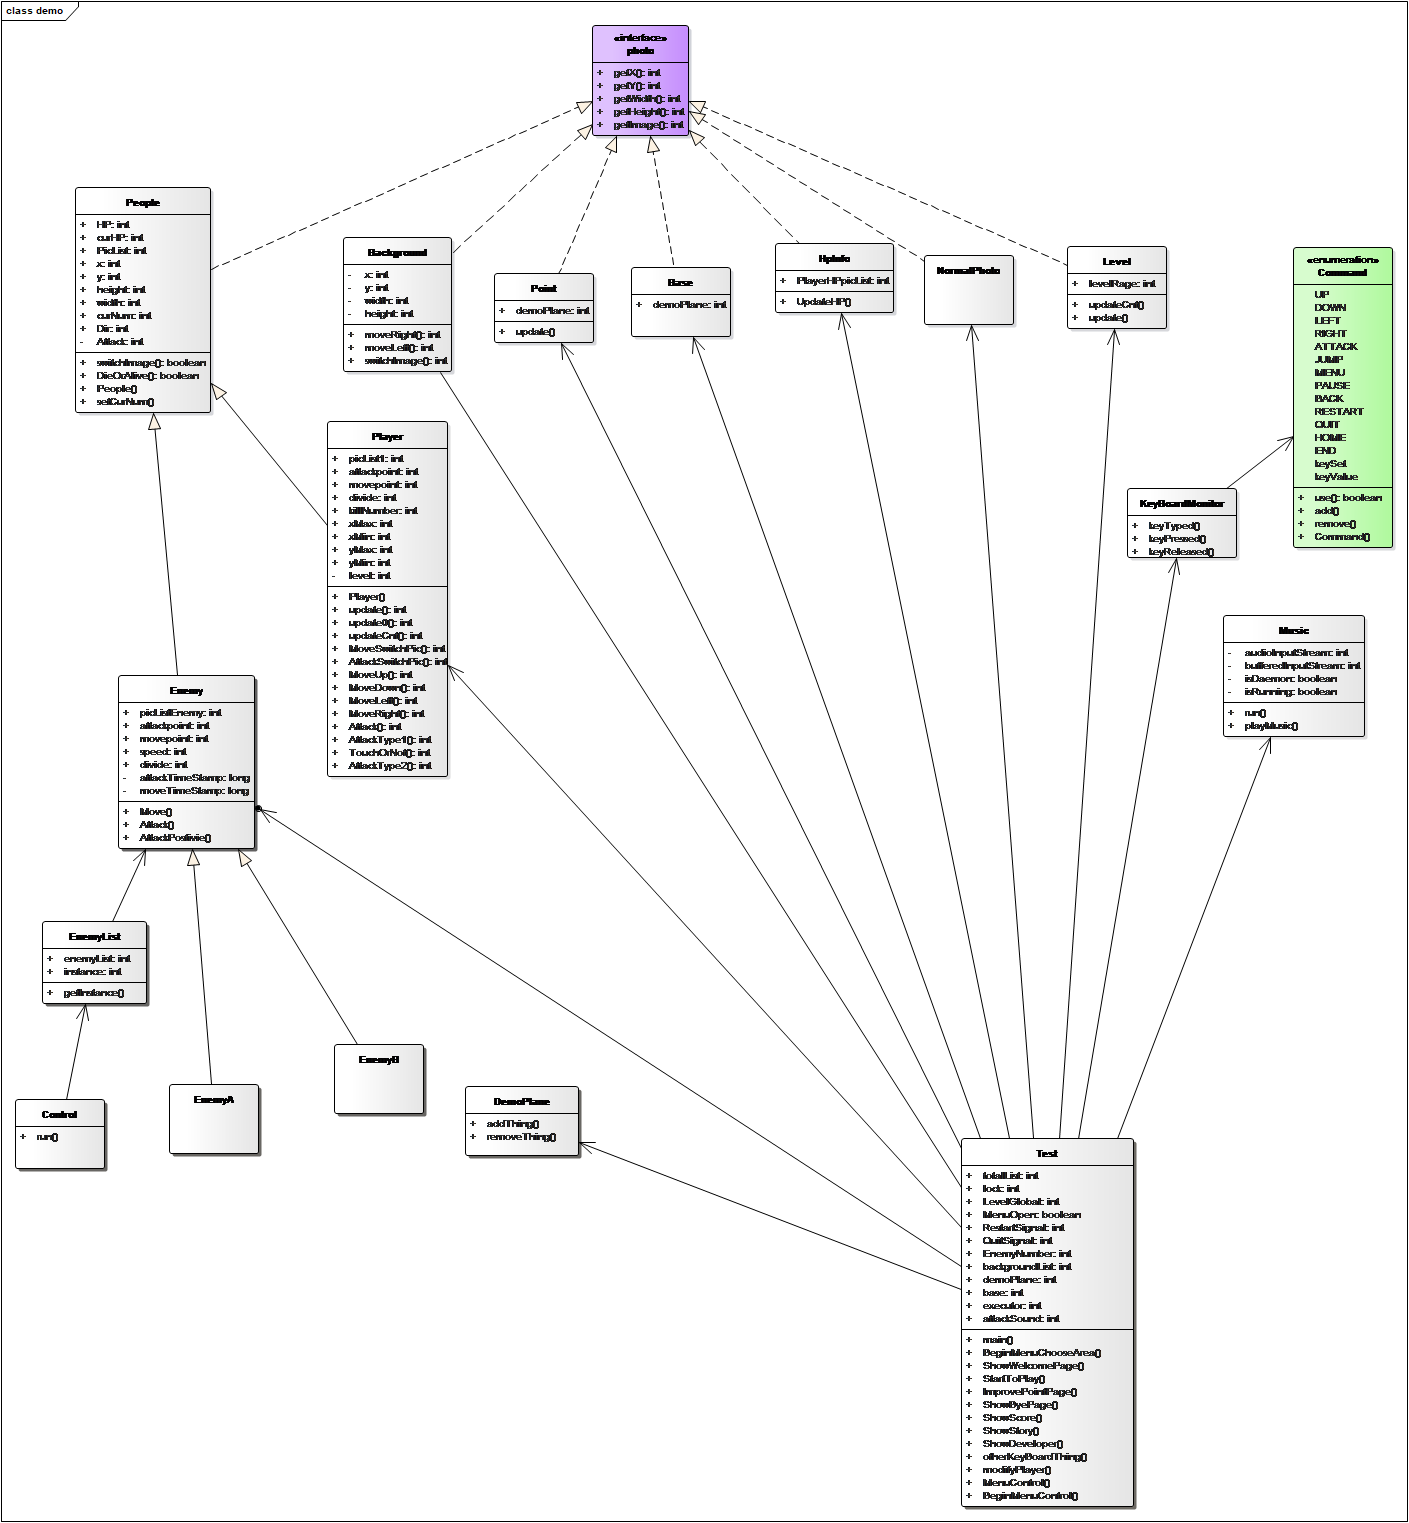 class demo
«interface»
photo
+ getX(): int
+ getY(): int
+ getWidth(): int
+ getHeight(): int
+ getImage(): int
People
+ HP: int
+ curHP: int
+ PicList: int
+ x: int
+ y: int
+ height: int
+ width: int
+ curNum: int
+ Dir: int
- Attack: int
+ switchImage(): boolean
+ DieOrAlive(): boolean
+ People()
+ setCurNum()
Background
- x: int
- y: int
- width: int
- height: int
+ moveRight(): int
+ moveLeft(): int
+ switchImage(): int
Point
+ demoPlane: int
+ update()
Base
+ demoPlane: int
HpInfo
+ PlayerHPpicList: int
+ UpdateHP()
NormalPhoto
Level
+ levelRage: int
+ updateCnt()
+ update()
«enumeration»
Command
UP
DOWN
LEFT
RIGHT
ATTACK
JUMP
MENU
PAUSE
BACK
RESTART
QUIT
HOME
END
keySet
keyValue
+ use(): boolean
+ add()
+ remove()
+ Command()
Player
+ picList1: int
+ attackpoint: int
+ movepoint: int
+ divide: int
+ killNumber: int
+ xMax: int
+ xMin: int
+ yMax: int
+ yMin: int
- level: int
+ Player()
+ update(): int
+ update0(): int
+ updateCnt(): int
+ MoveSwitchPic(): int
+ AttackSwitchPic(): int
+ MoveUp(): int
+ MoveDown(): int
+ MoveLeft(): int
+ MoveRight(): int
+ Attack(): int
+ AttackType1(): int
+ TouchOrNot(): int
+ AttackType2(): int
KeyBoardMonitor
+ keyTyped()
+ keyPressed()
+ keyReleased()
Music
- audioInputStream: int
- bufferedInputStream: int
- isDaemon: boolean
- isRunning: boolean
+ run()
+ playMusic()
Enemy
+ picListEnemy: int
+ attackpoint: int
+ movepoint: int
+ speed: int
+ divide: int
- attackTimeStamp: long
- moveTimeStamp: long
+ Move()
+ Attack()
+ AttackPostivie()
EnemyList
+ enemyList: int
+ instance: int
+ getInstance()
Control
+ run()
EnemyA
EnemyB
DemoPlane
+ addThing()
+ removeThing()
Test
+ totalList: int
+ lock: int
+ LevelGlobal: int
+ MenuOpen: boolean
+ RestartSignal: int
+ QuitSignal: int
+ EnemyNumber: int
+ backgroundList: int
+ demoPlane: int
+ base: int
+ executor: int
+ attackSound: int
+ main()
+ BeginMenuChooseArea()
+ ShowWelcomePage()
+ StartToPlay()
+ ImprovePointPage()
+ ShowByePage()
+ ShowScore()
+ ShowStory()
+ ShowDeveloper()
+ otherKeyBoardThing()
+ modifyPlayer()
+ MenuControl()
+ BeginMenuControl()